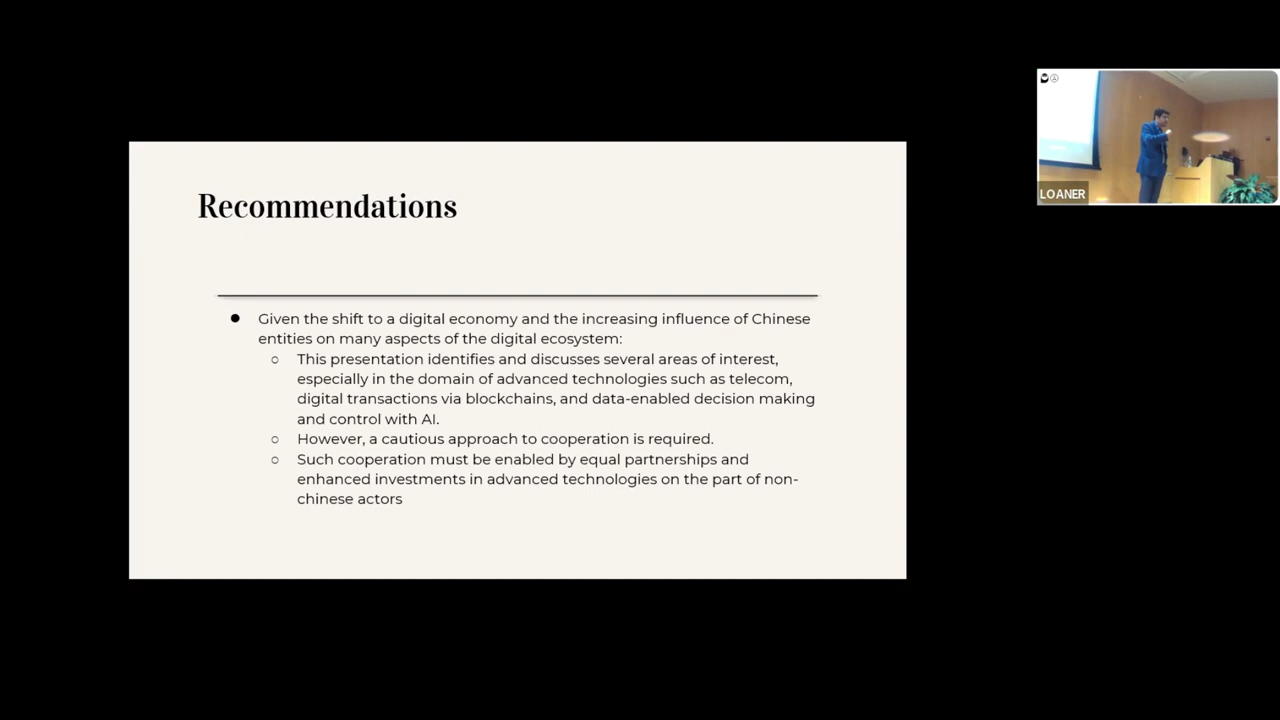 Recommendations
● Given the shift to a digital economy and the increasing influence of Chinese
entities on many aspects of the digital ecosystem:
○ This presentation identifies and discusses several areas of interest,
especially in the domain of advanced technologies such as telecom,
digital transactions via blockchains, and data-enabled decision making
and control with AI.
○ However, a cautious approach to cooperation is required.
○ Such cooperation must be enabled by equal partnerships and
enhanced investments in advanced technologies on the part of non-
chinese actors
LOANER